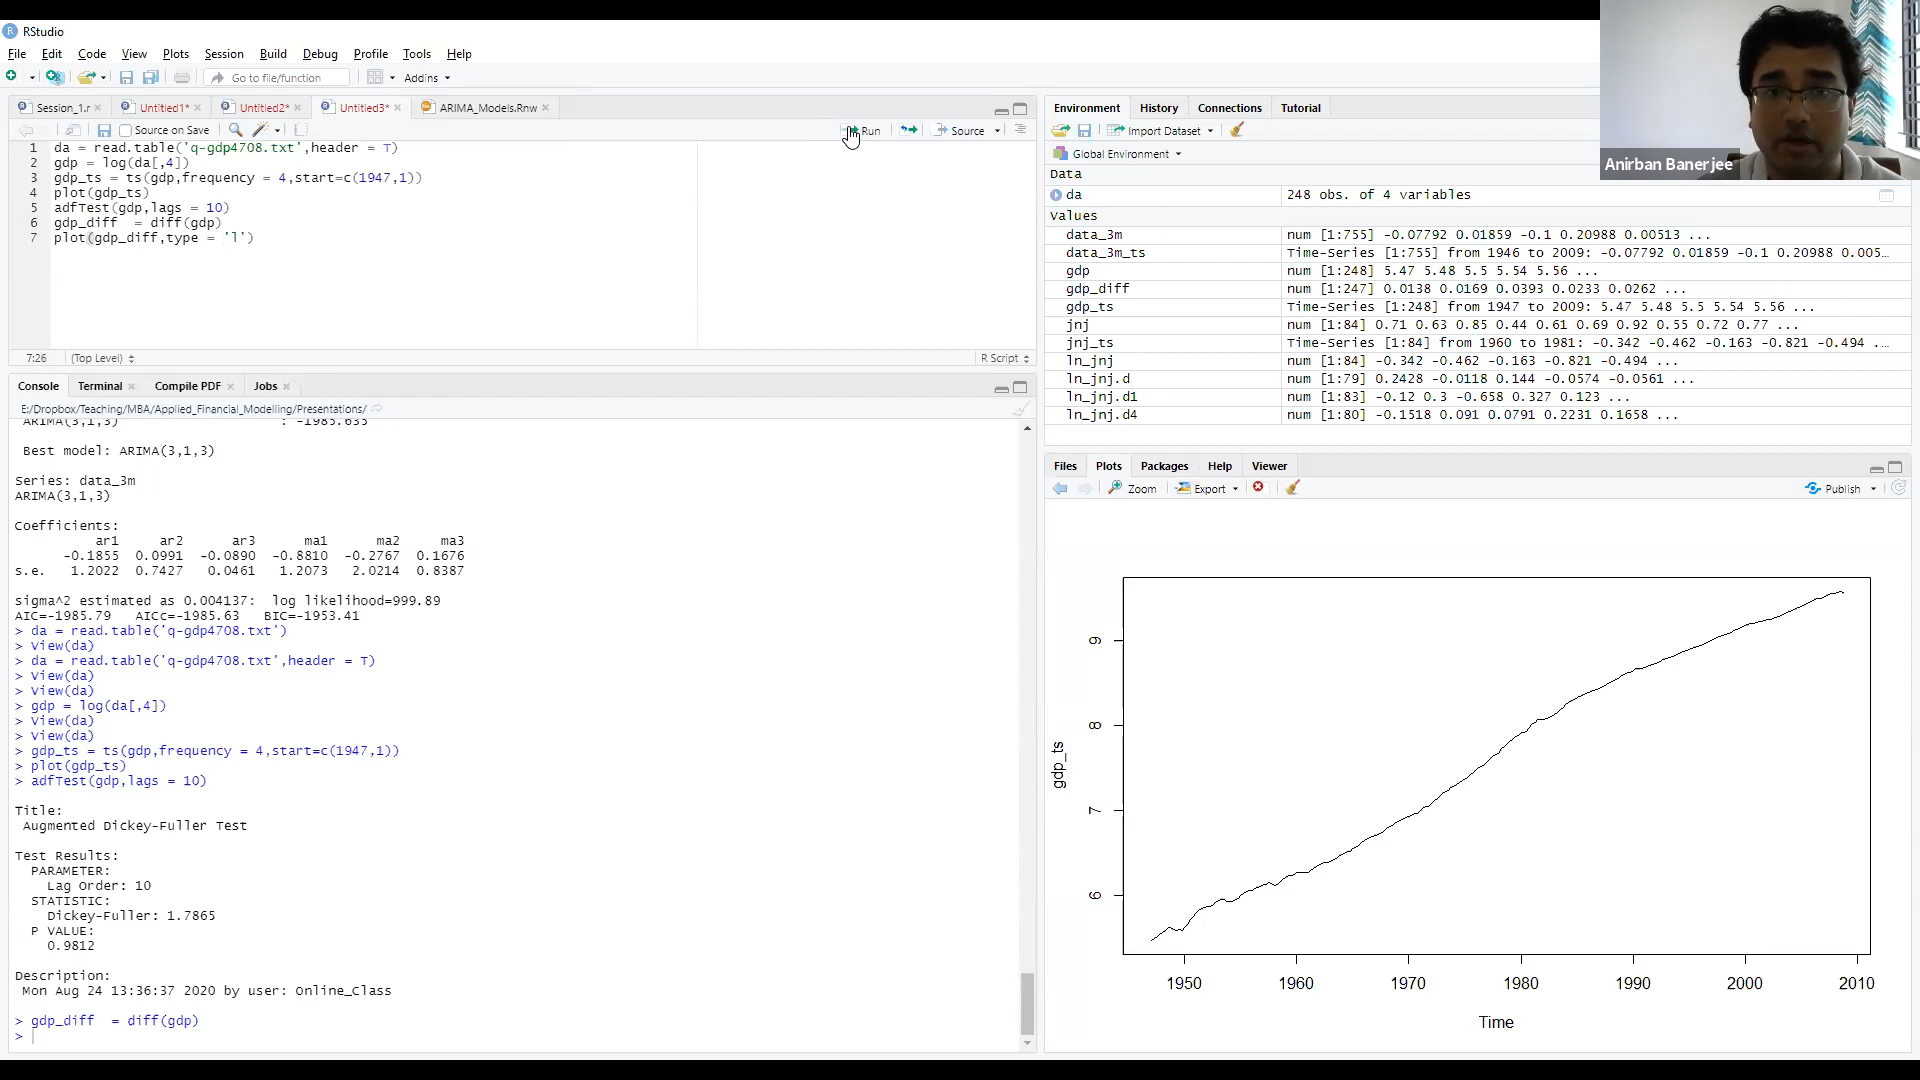 RStudio
File Edit Code View Plots Session Build Debug Profile Tools Help
Go to file/function Addins
Session_1.r Untitled1* Untitled2* Untitled3* ARIMA_Models.Rnw
Source on Save Run Source
1 da = read.table('q-gdp4708.txt',header = T)
2 gdp = log(da[,4])
3 gdp_ts = ts(gdp,frequency = 4,start=c(1947,1))
4 plot(gdp_ts)
5 adfTest(gdp,lags = 10)
6 gdp_diff  = diff(gdp)
7 plot(gdp_diff,type = 'l')
7:26 (Top Level) R Script
Console Terminal Compile PDF Jobs
E:/Dropbox/Teaching/MBA/Applied_Financial_Modelling/Presentations/
ARIMA(3,1,3) : -1985.635
Best model: ARIMA(3,1,3)
Series: data_3m
ARIMA(3,1,3)
Coefficients:
ar1 ar2 ar3 ma1 ma2 ma3
-0.1855 0.0991 -0.0890 -0.8810 -0.2767 0.1676
s.e. 1.2022 0.7427 0.0461 1.2073 2.0214 0.8387
sigma^2 estimated as 0.004137: log likelihood=999.89
AIC=-1985.79 AICc=-1985.63 BIC=-1953.41
> da = read.table('q-gdp4708.txt')
> View(da)
> da = read.table('q-gdp4708.txt',header = T)
> View(da)
> View(da)
> gdp = log(da[,4])
> View(da)
> View(da)
> gdp_ts = ts(gdp,frequency = 4,start=c(1947,1))
> plot(gdp_ts)
> adfTest(gdp,lags = 10)
Title:
Augmented Dickey-Fuller Test
Test Results:
PARAMETER:
Lag Order: 10
STATISTIC:
Dickey-Fuller: 1.7865
P VALUE:
0.9812
Description:
Mon Aug 24 13:36:37 2020 by user: Online_Class
> gdp_diff  = diff(gdp)
>
Environment History Connections Tutorial
Import Dataset
Global Environment
Data
da 248 obs. of 4 variables
Values
data_3m num [1:755] -0.07792 0.01859 -0.1 0.20988 0.00513 ...
data_3m_ts Time-Series [1:755] from 1946 to 2009: -0.07792 0.01859 -0.1 0.20988 0.005…
gdp num [1:248] 5.47 5.48 5.5 5.54 5.56 ...
gdp_diff num [1:247] 0.0138 0.0169 0.0393 0.0233 0.0262 ...
gdp_ts Time-Series [1:248] from 1947 to 2009: 5.47 5.48 5.5 5.54 5.56 ...
jnj num [1:84] 0.71 0.63 0.85 0.44 0.61 0.69 0.92 0.55 0.72 0.77 ...
jnj_ts Time-Series [1:84] from 1960 to 1981: -0.342 -0.462 -0.163 -0.821 -0.494 ...
ln_jnj num [1:84] -0.342 -0.462 -0.163 -0.821 -0.494 ...
ln_jnj.d num [1:79] 0.2428 -0.0118 0.144 -0.0574 -0.0561 ...
ln_jnj.d1 num [1:83] -0.12 0.3 -0.658 0.327 0.123 ...
ln_jnj.d4 num [1:80] -0.1518 0.091 0.0791 0.2231 0.1658 ...
Anirban Banerjee
Files Plots Packages Help Viewer
Zoom Export Publish
gdp_ts
9
8
7
6
1950 1960 1970 1980 1990 2000 2010
Time